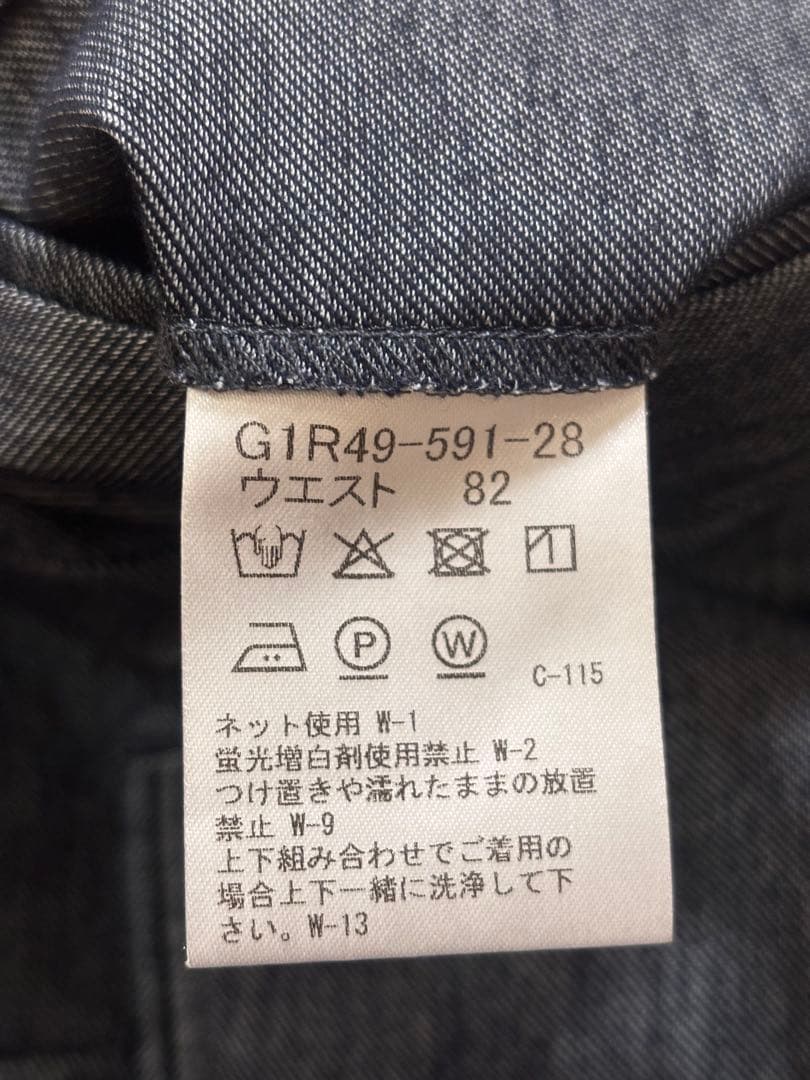 G1R49-591-28
ウエスト 82
P W
C-115
ネット使用 W-1
蛍光増白剤使用禁止 W-2
つけ置きや濡れたままの放置
禁止 W-9
上下組み合わせでご着用の
場合上下一緒に洗浄して下
さい。W-13